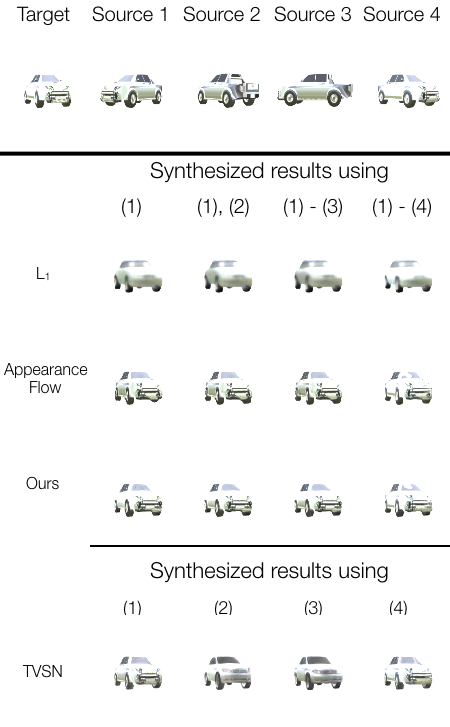 Target Source 1 Source 2 Source 3 Source 4
Synthesized results using
(1) (1), (2) (1) - (3) (1) - (4)
L₁
Appearance
Flow
Ours
Synthesized results using
(1) (2) (3) (4)
TVSN